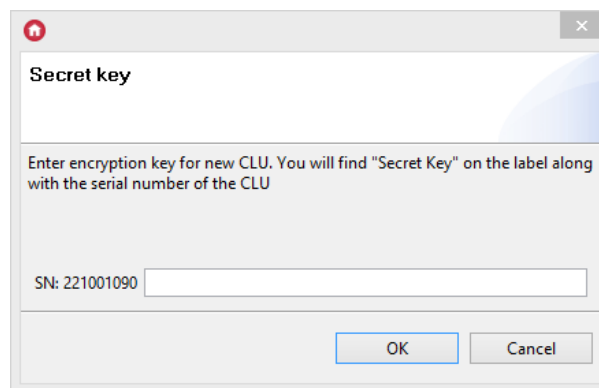 Secret key
Enter encryption key for new CLU. You will find "Secret Key" on the label along
with the serial number of the CLU
SN: 221001090
OK Cancel